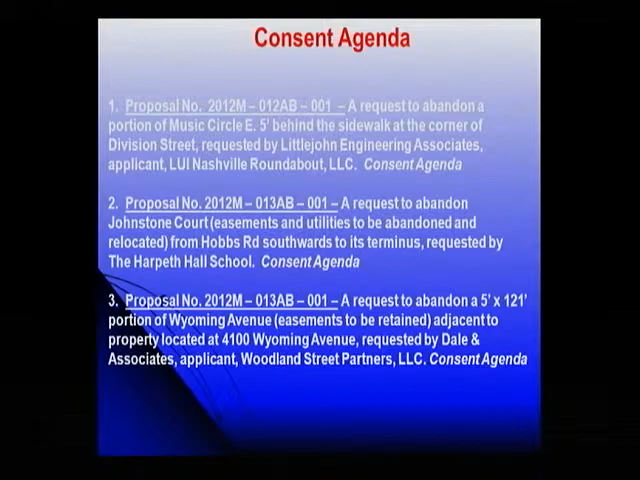 Consent Agenda
1. Proposal No. 2012M – 012AB – 001 – A request to abandon a
portion of Music Circle E. 5' behind the sidewalk at the corner of
Division Street, requested by Littlejohn Engineering Associates,
applicant, LUI Nashville Roundabout, LLC. Consent Agenda
2. Proposal No. 2012M – 013AB – 001 – A request to abandon
Johnstone Court (easements and utilities to be abandoned and
relocated) from Hobbs Rd southwards to its terminus, requested by
The Harpeth Hall School. Consent Agenda
3. Proposal No. 2012M – 013AB – 001 – A request to abandon a 5' x 121'
portion of Wyoming Avenue (easements to be retained) adjacent to
property located at 4100 Wyoming Avenue, requested by Dale &
Associates, applicant, Woodland Street Partners, LLC. Consent Agenda